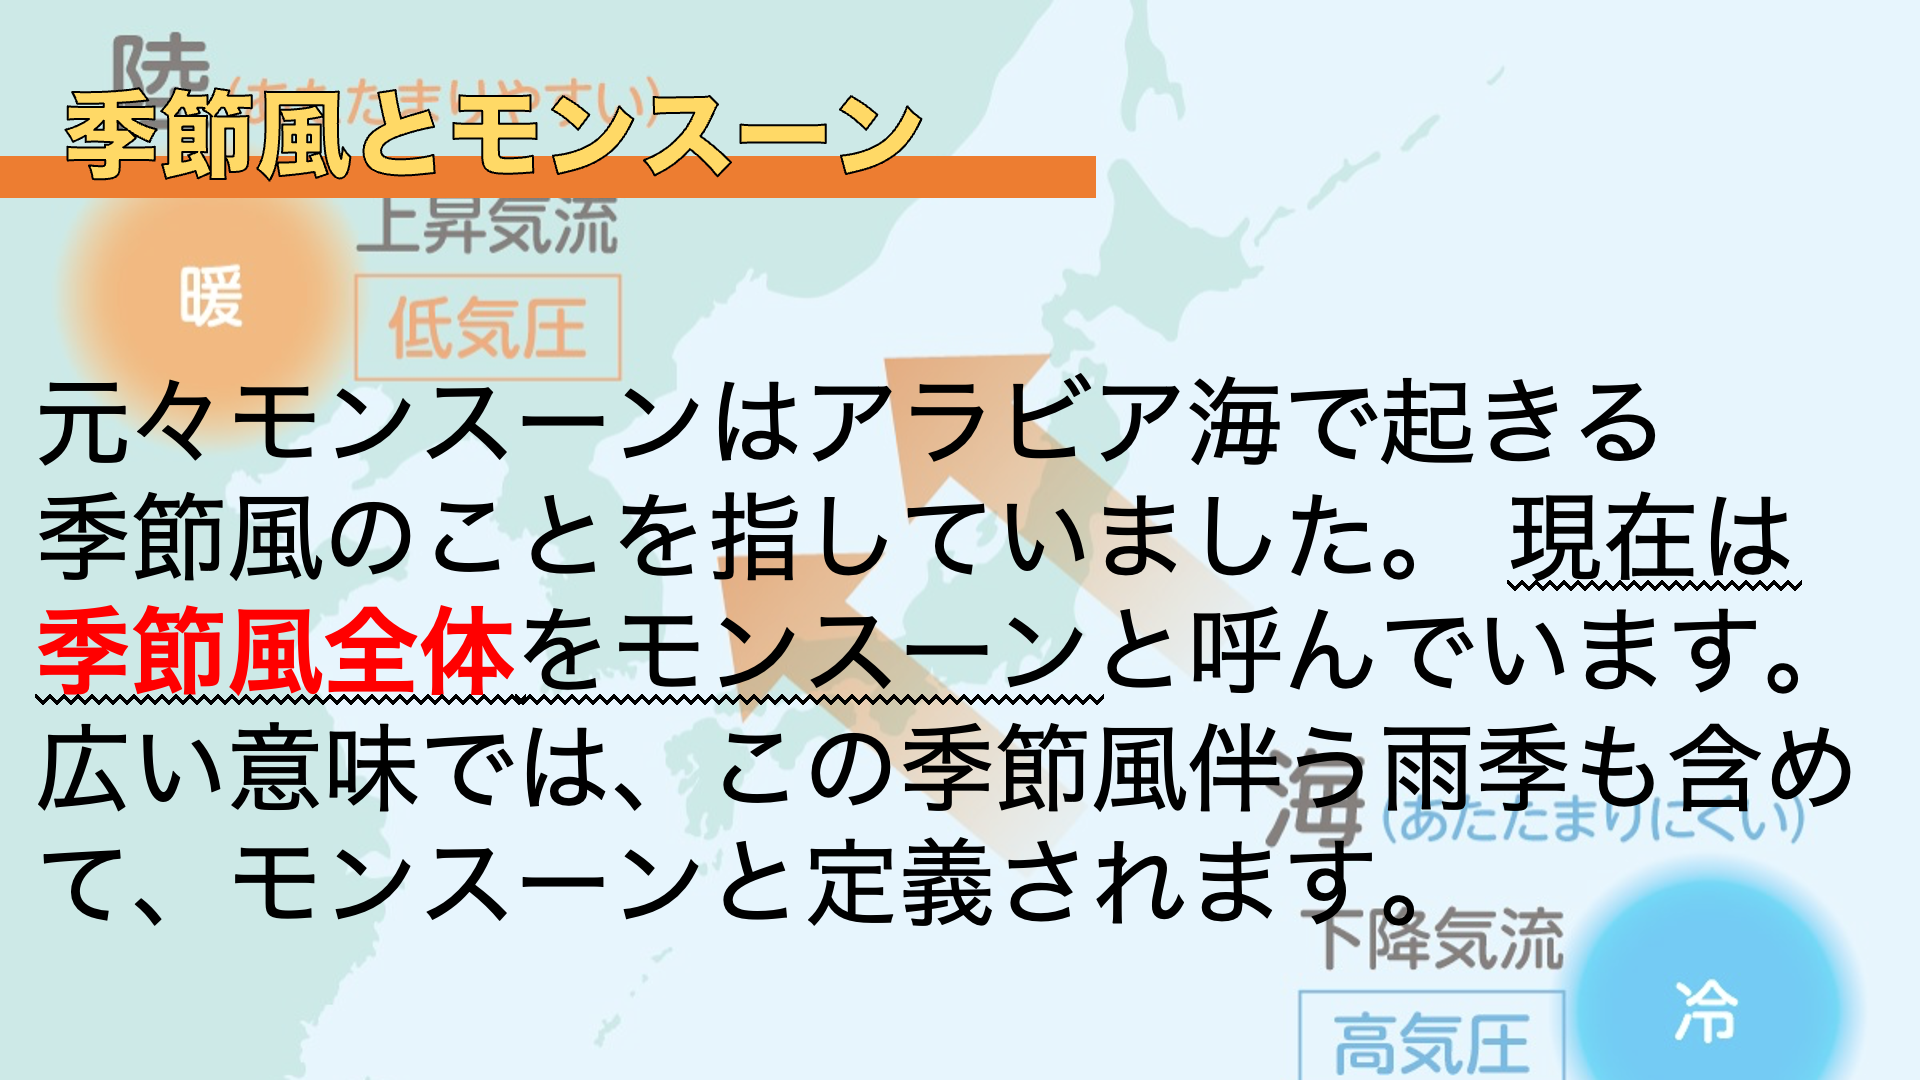 陸 (あたたまりやすい)
季節風とモンスーン
上昇気流
暖
低気圧
元々モンスーンはアラビア海で起きる
季節風のことを指していました。 現在は
季節風全体をモンスーンと呼んでいます。
広い意味では、この季節風伴う雨季も含め
て、モンスーンと定義されます。
海 (あたたまりにくい)
下降気流
冷
高気圧